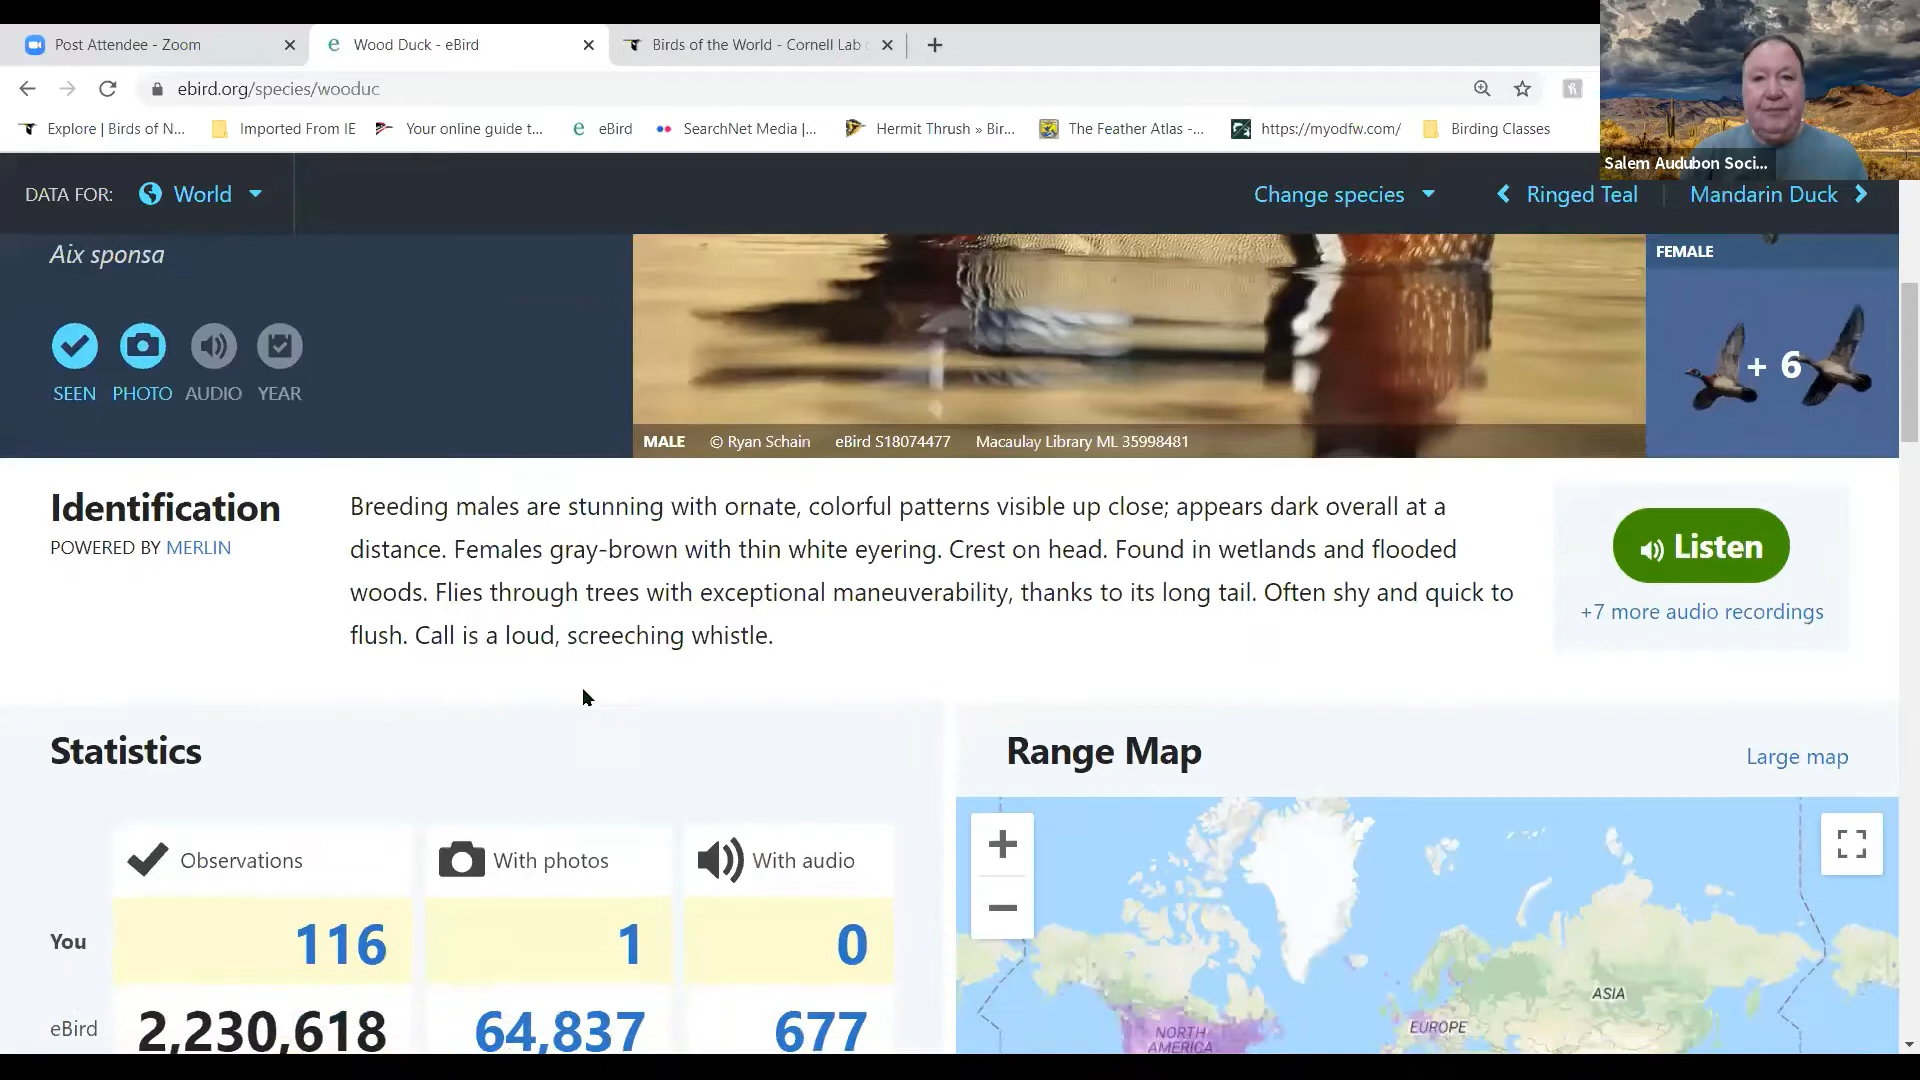 Post Attendee - Zoom
Wood Duck - eBird
Birds of the World - Cornell Lab
ebird.org/species/wooduc
Explore | Birds of N...
Imported From IE
Your online guide t...
eBird
SearchNet Media |...
Hermit Thrush » Bir...
The Feather Atlas -...
https://myodfw.com/
Birding Classes
Salem Audubon Soci...
DATA FOR:
World
Change species
Ringed Teal
Mandarin Duck
Aix sponsa
FEMALE
+ 6
SEEN
PHOTO
AUDIO
YEAR
MALE © Ryan Schain eBird S18074477 Macaulay Library ML 35998481
Identification
POWERED BY MERLIN
Breeding males are stunning with ornate, colorful patterns visible up close; appears dark overall at a
distance. Females gray-brown with thin white eyering. Crest on head. Found in wetlands and flooded
woods. Flies through trees with exceptional maneuverability, thanks to its long tail. Often shy and quick to
flush. Call is a loud, screeching whistle.
Listen
+7 more audio recordings
Statistics
Observations
With photos
With audio
You
116
1
0
eBird
2,230,618
64,837
677
Range Map
Large map
ASIA
EUROPE
NORTH
AMERICA